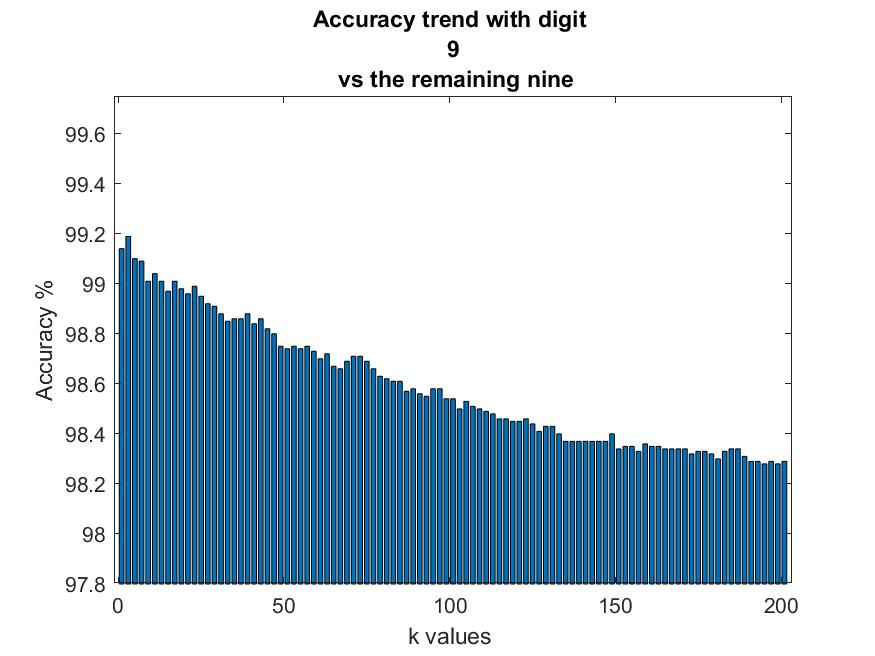 Accuracy trend with digit
9
vs the remaining nine
99.6
99.4
99.2
99
98.8
98.6
98.4
98.2
98
97.8
Accuracy %
0 50 100 150 200
k values